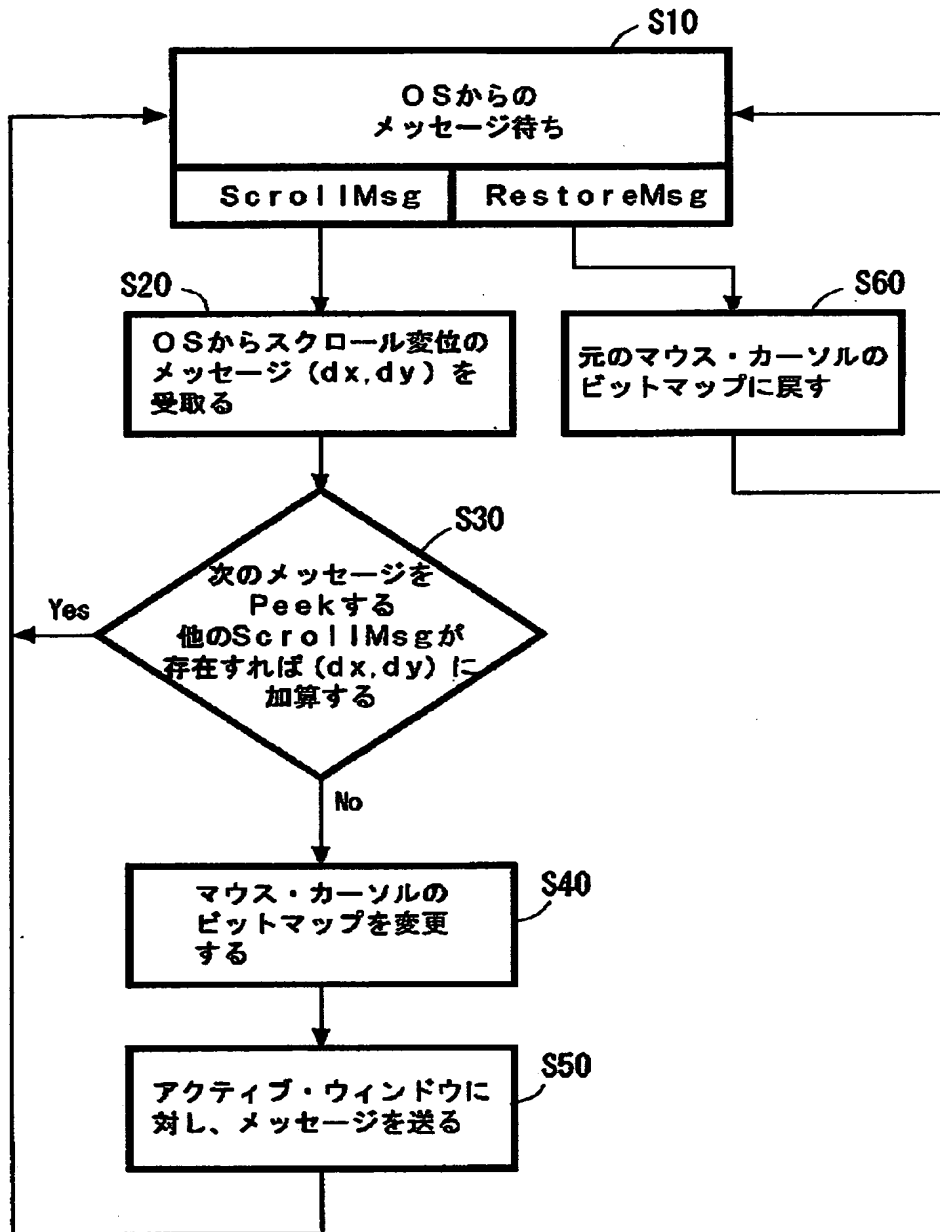 S10
OSからの
メッセージ待ち
ScrollMsg
RestoreMsg
S20
OSからスクロール変位の
メッセージ(dx,dy)を
受取る
S60
元のマウス・カーソルの
ビットマップに戻す
S30
次のメッセージを
Peekする
他のScrollMsgが
存在すれば(dx,dy)に
加算する
Yes
No
S40
マウス・カーソルの
ビットマップを変更
する
S50
アクティブ・ウィンドウに
対し、メッセージを送る